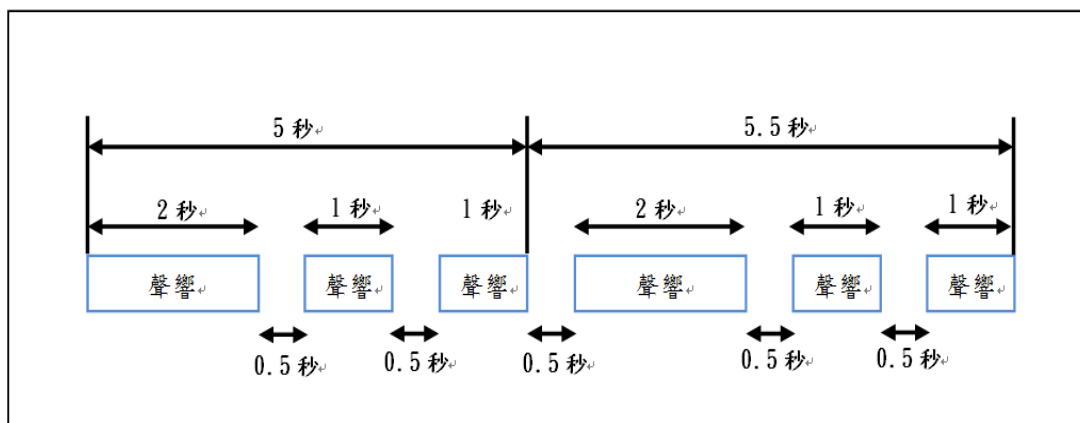 5 秒 5.5 秒
2 秒 1 秒 1 秒 2 秒 1 秒 1 秒
聲響 聲響 聲響 聲響 聲響 聲響
0.5 秒 0.5 秒 0.5 秒 0.5 秒 0.5 秒